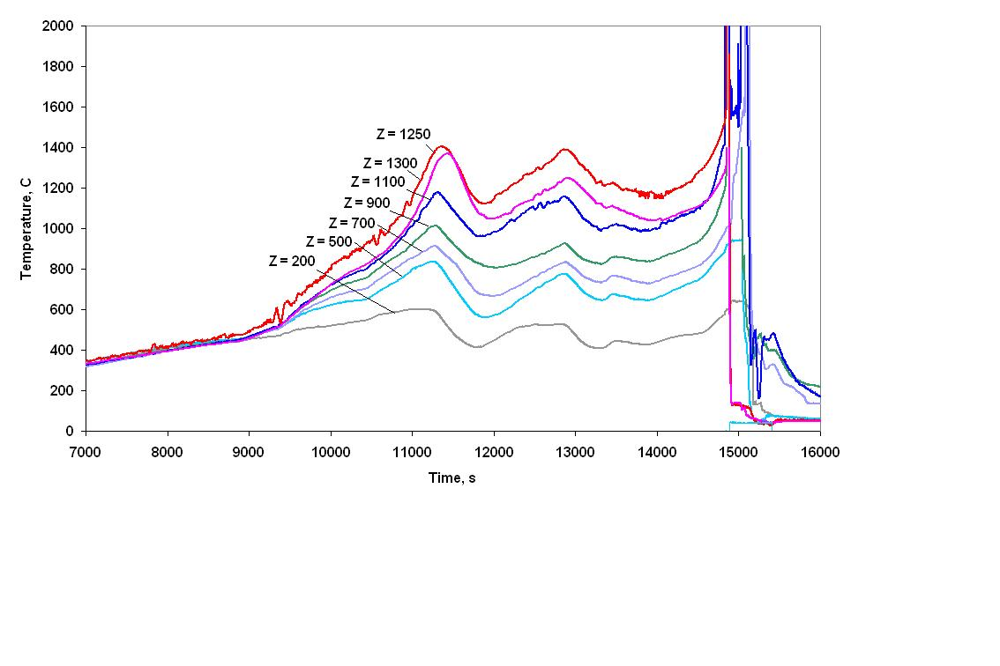 2000
1800
1600
1400
1200
1000
800
600
400
200
0
Temperature, C
Z = 1250
Z = 1300
Z = 1100
Z = 900
Z = 700
Z = 500
Z = 200
7000 8000 9000 10000 11000 12000 13000 14000 15000 16000
Time, s